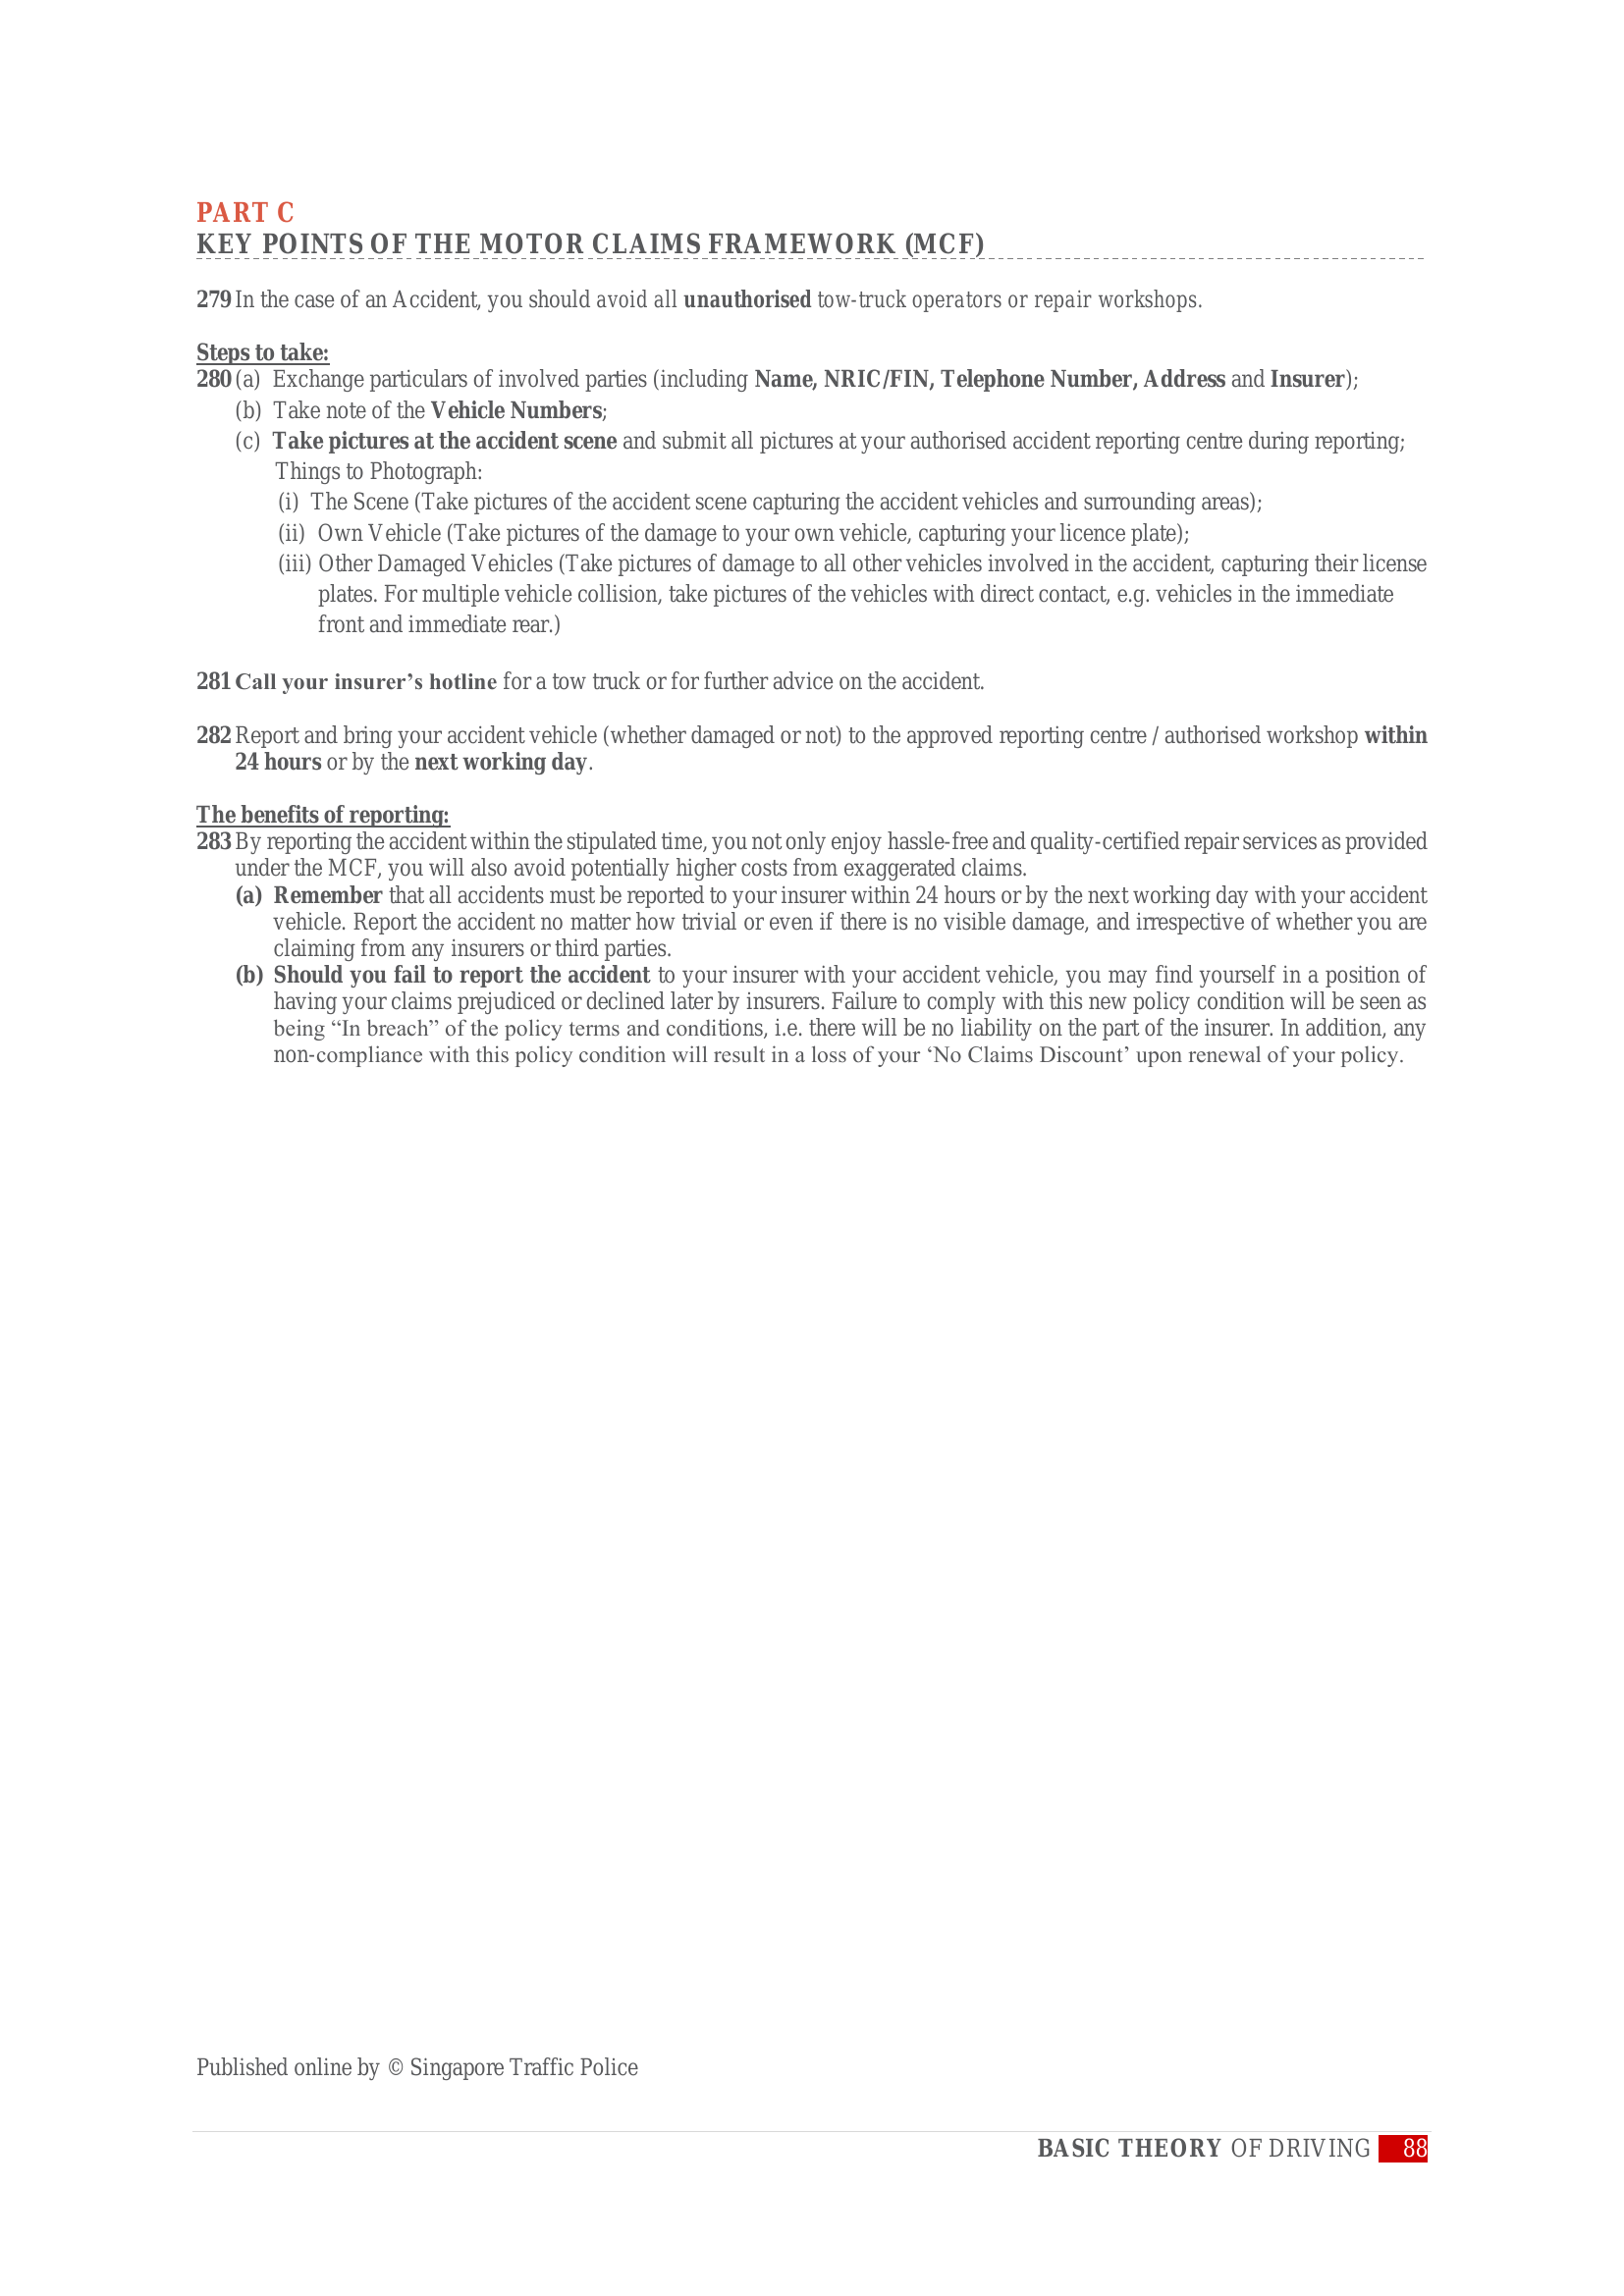 PART C
KEY POINTS OF THE MOTOR CLAIMS FRAMEWORK (MCF)
279 In the case of an Accident, you should avoid all unauthorised tow-truck operators or repair workshops.
Steps to take:
280 (a) Exchange particulars of involved parties (including Name, NRIC/FIN, Telephone Number, Address and Insurer);
(b) Take note of the Vehicle Numbers;
(c) Take pictures at the accident scene and submit all pictures at your authorised accident reporting centre during reporting;
Things to Photograph:
(i) The Scene (Take pictures of the accident scene capturing the accident vehicles and surrounding areas);
(ii) Own Vehicle (Take pictures of the damage to your own vehicle, capturing your licence plate);
(iii) Other Damaged Vehicles (Take pictures of damage to all other vehicles involved in the accident, capturing their license
plates. For multiple vehicle collision, take pictures of the vehicles with direct contact, e.g. vehicles in the immediate
front and immediate rear.)
281 Call your insurer’s hotline for a tow truck or for further advice on the accident.
282 Report and bring your accident vehicle (whether damaged or not) to the approved reporting centre / authorised workshop within
24 hours or by the next working day.
The benefits of reporting:
283 By reporting the accident within the stipulated time, you not only enjoy hassle-free and quality-certified repair services as provided
under the MCF, you will also avoid potentially higher costs from exaggerated claims.
(a) Remember that all accidents must be reported to your insurer within 24 hours or by the next working day with your accident
vehicle. Report the accident no matter how trivial or even if there is no visible damage, and irrespective of whether you are
claiming from any insurers or third parties.
(b) Should you fail to report the accident to your insurer with your accident vehicle, you may find yourself in a position of
having your claims prejudiced or declined later by insurers. Failure to comply with this new policy condition will be seen as
being “In breach” of the policy terms and conditions, i.e. there will be no liability on the part of the insurer. In addition, any
non-compliance with this policy condition will result in a loss of your ‘No Claims Discount’ upon renewal of your policy.
Published online by © Singapore Traffic Police
BASIC THEORY OF DRIVING 88